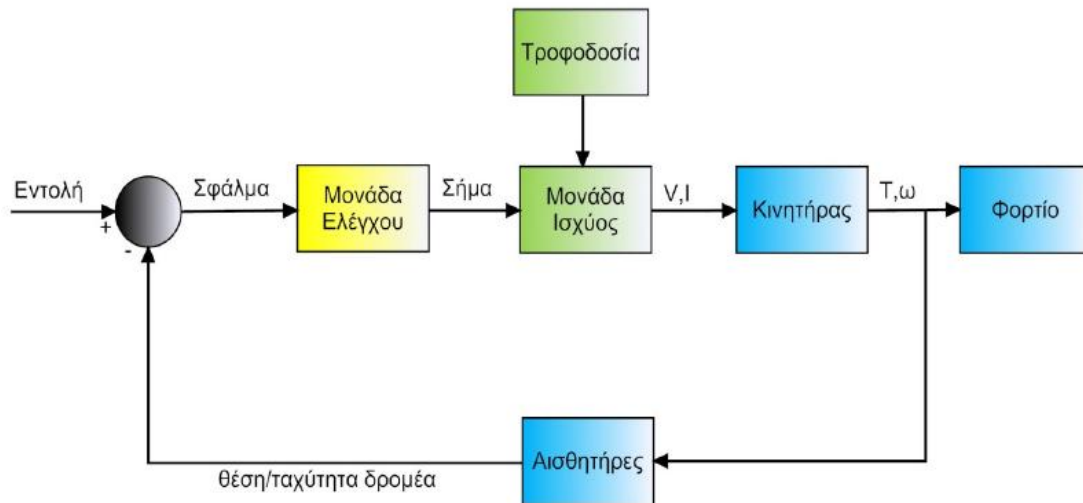 Τροφοδοσία
Εντολή
+
-
Σφάλμα
Μονάδα
Ελέγχου
Σήμα
Μονάδα
Ισχύος
V,I
Κινητήρας
T,ω
Φορτίο
Αισθητήρες
θέση/ταχύτητα δρομέα